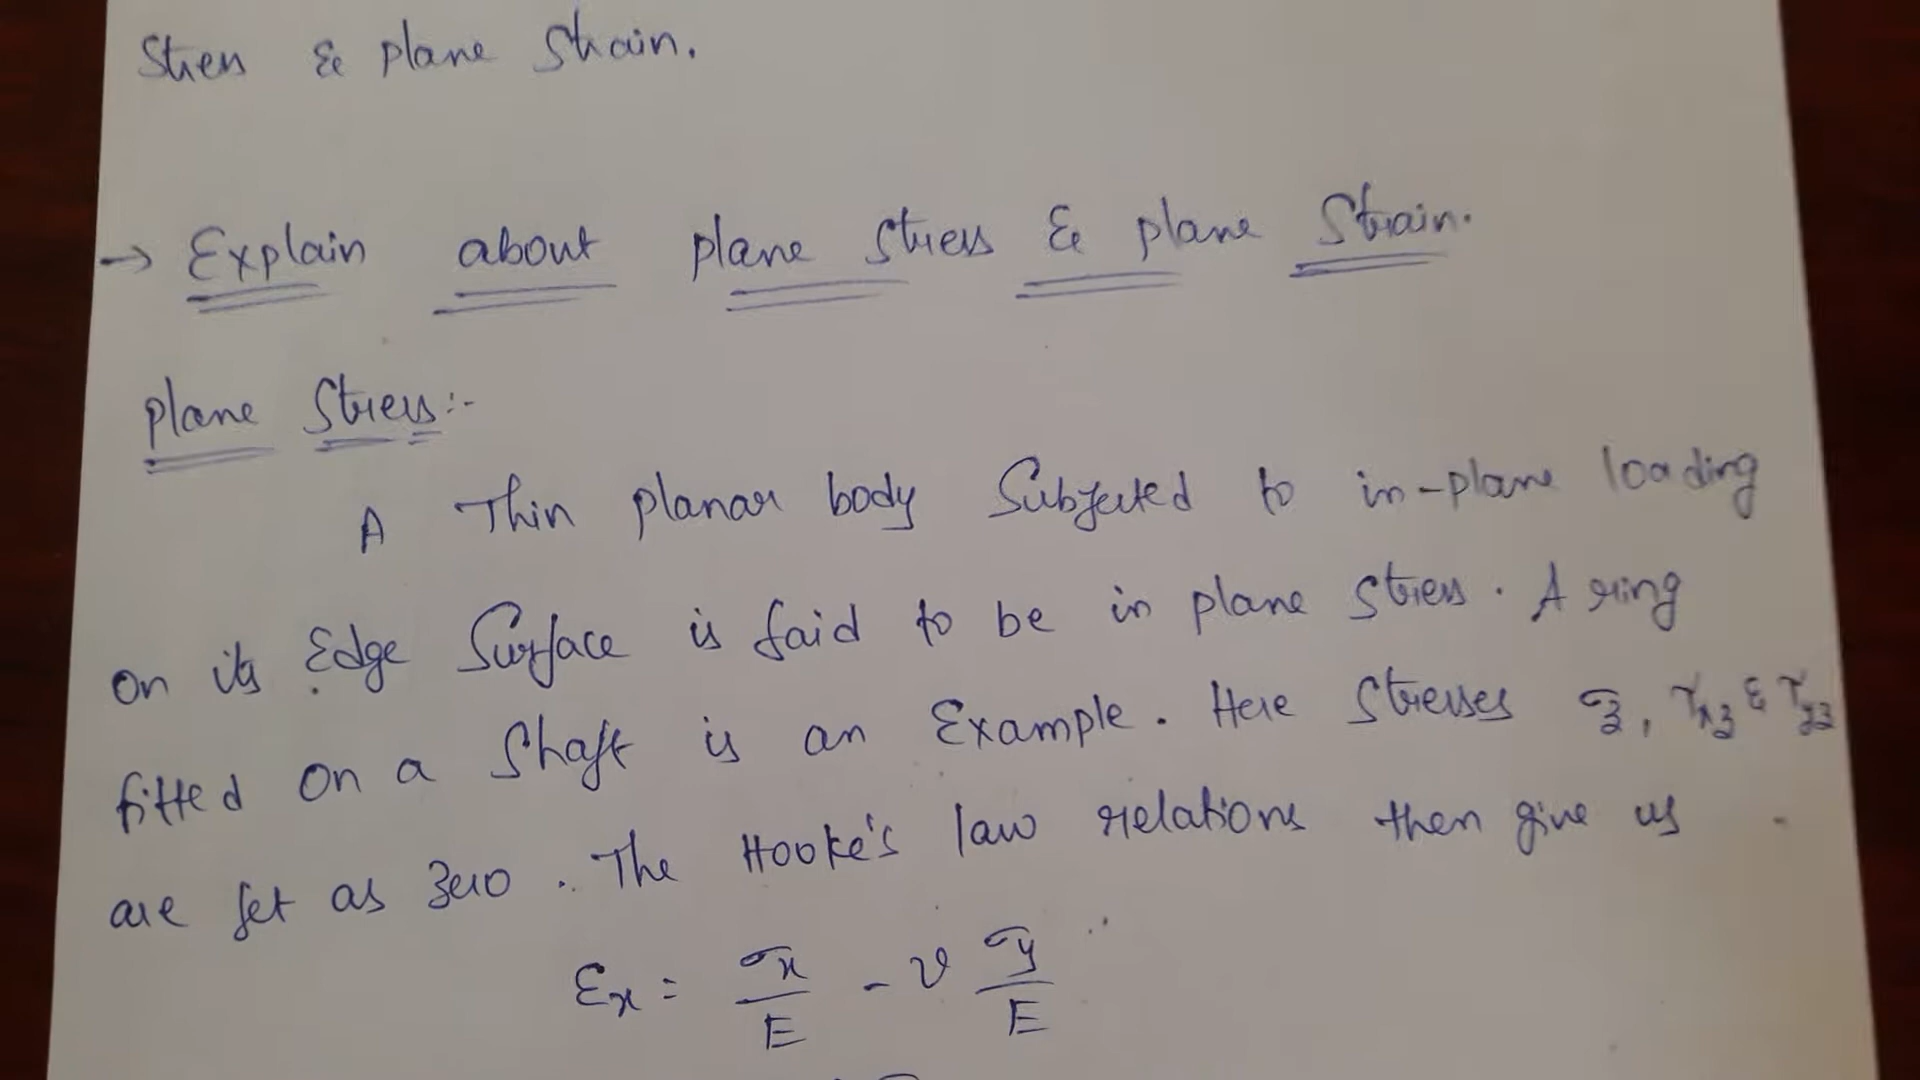 Stress & plane Strain.
→ Explain about plane stress & plane Strain.
plane Stress:-
A Thin planar body Subjected to in-plane loading
on its Edge Surface is said to be in plane stress. A ring
fitted on a Shaft is an Example. Here Stresses σz, τxz & τyz
are set as zero. The Hooke's law relations then give us
εx = σx/E - ν σy/E